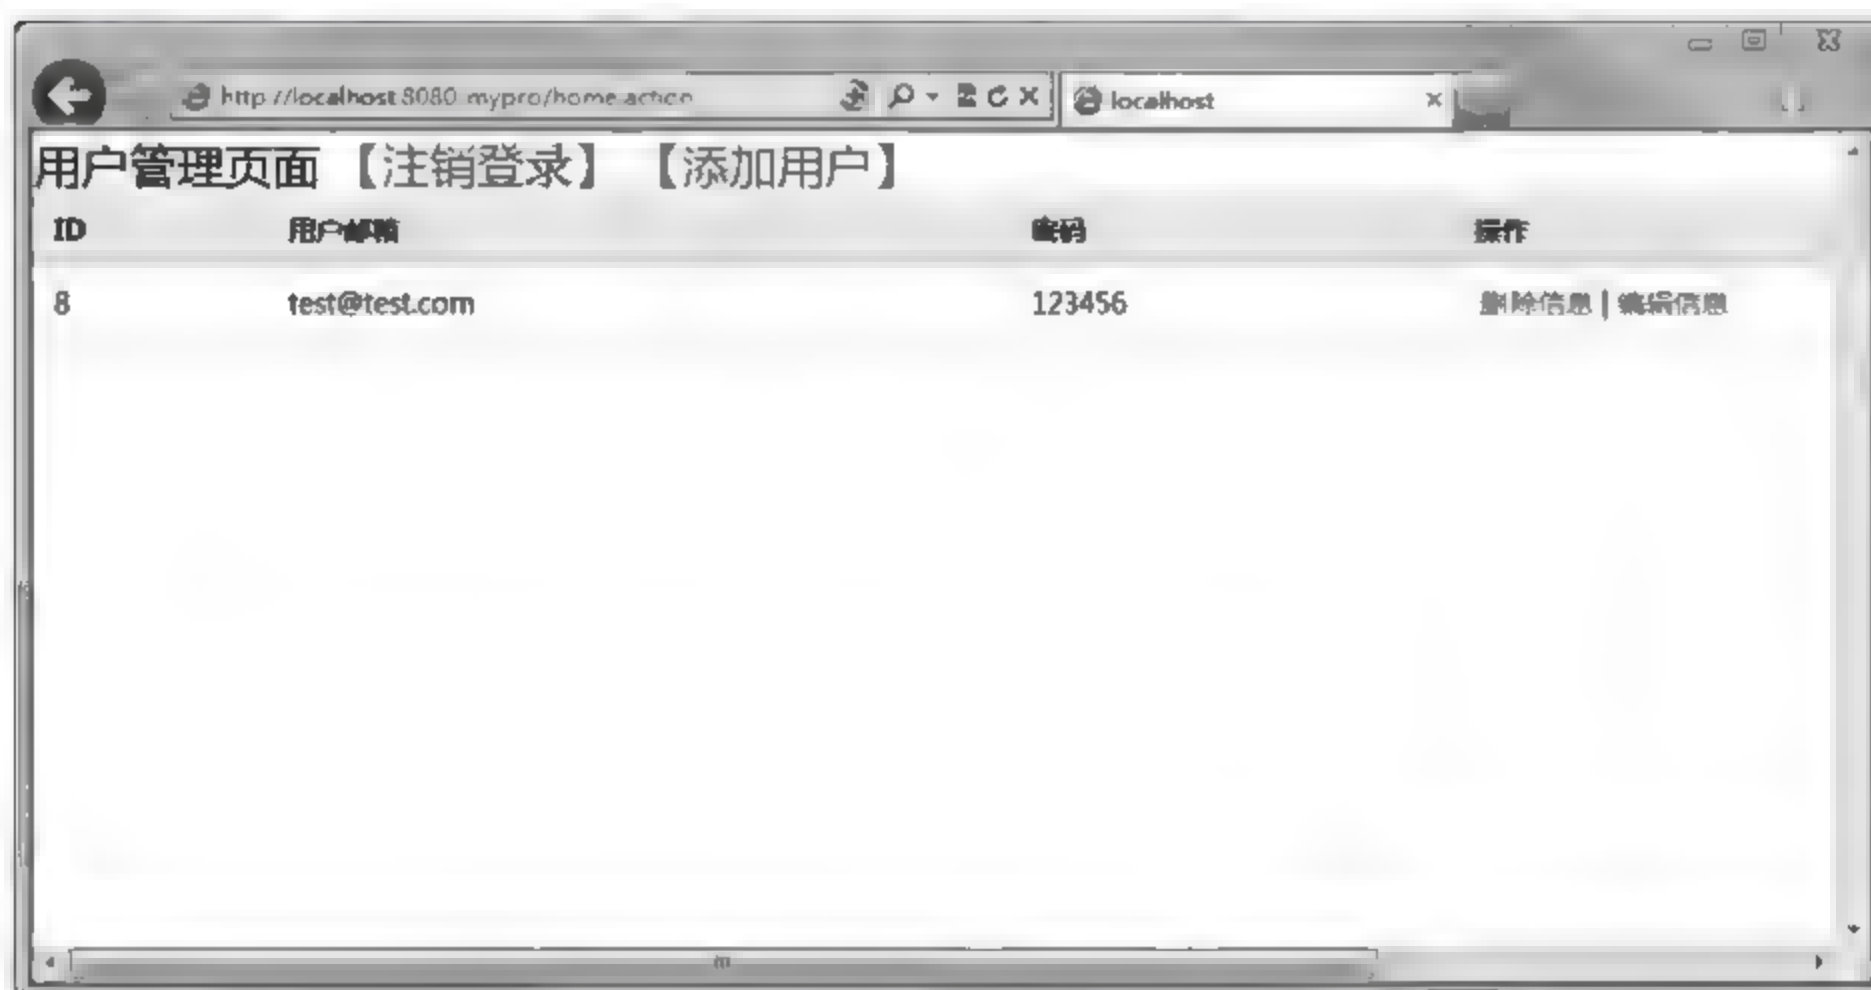 http://localhost:8080/mypro/home.action localhost
用户管理页面 【注销登录】 【添加用户】
ID 用户邮箱 密码 操作
8 test@test.com 123456 删除信息 | 编辑信息